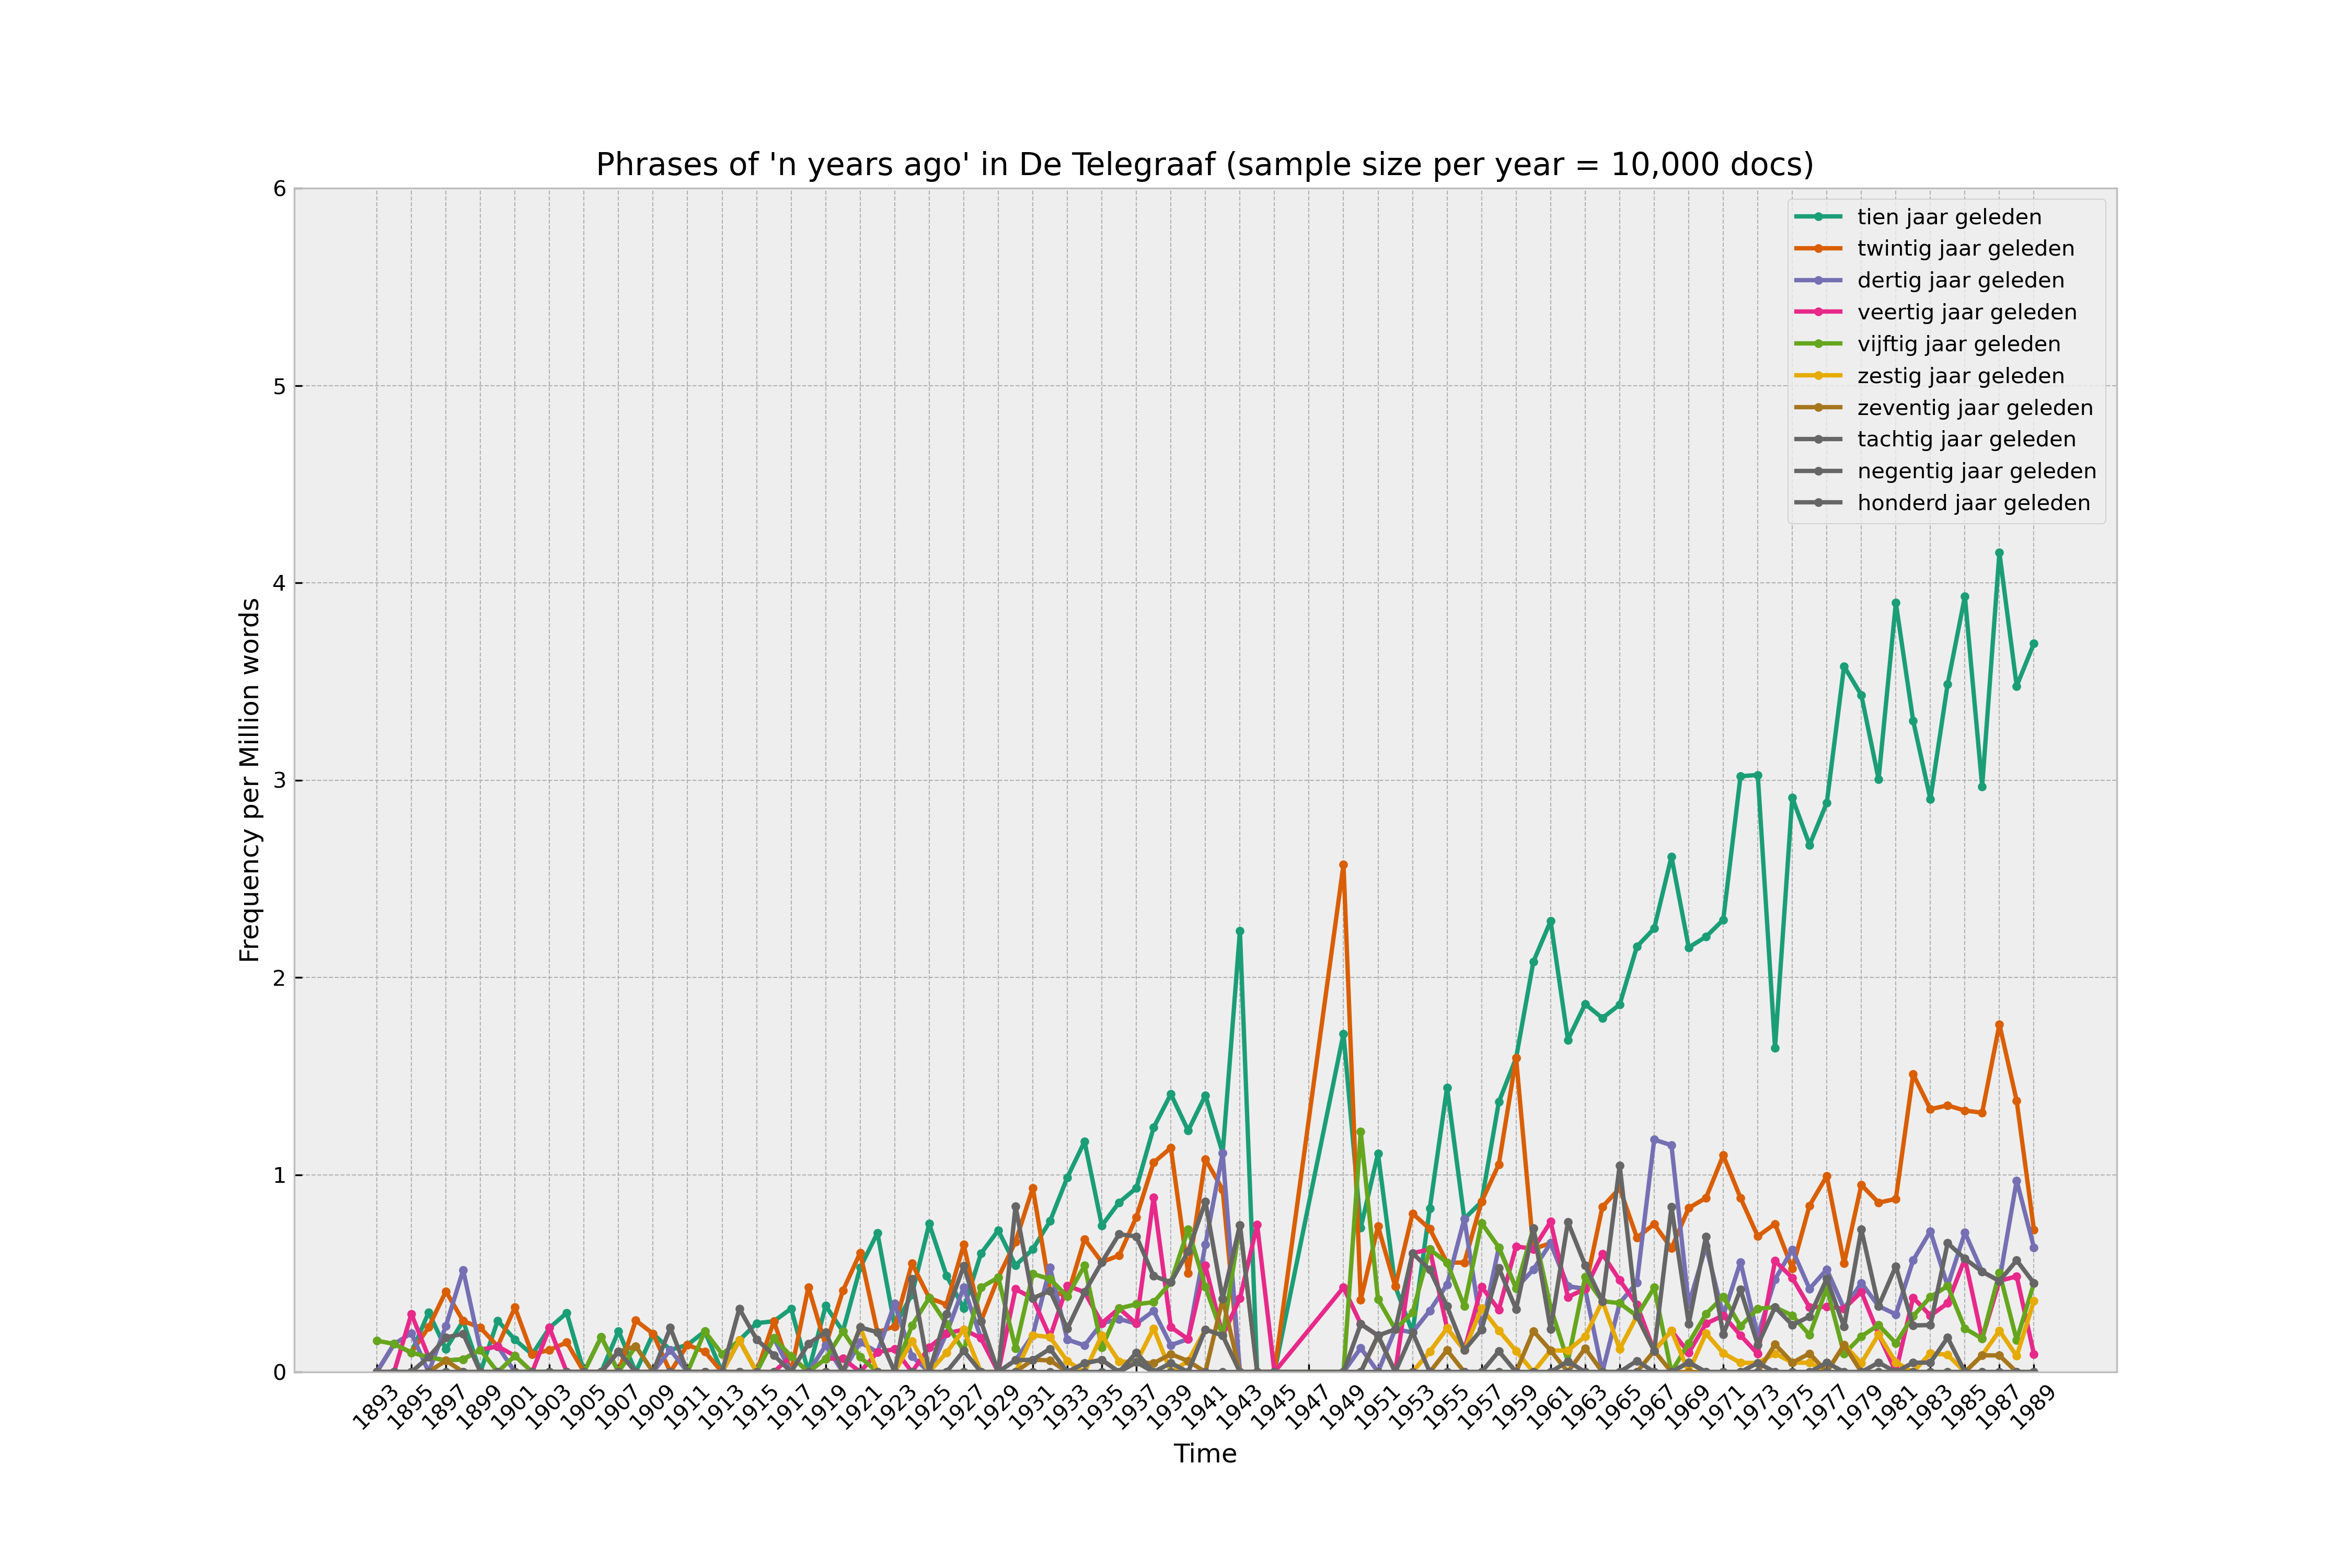 Phrases of 'n years ago' in De Telegraaf (sample size per year = 10,000 docs)
6
5
4
3
2
1
0
Frequency per Million words
tien jaar geleden
twintig jaar geleden
dertig jaar geleden
veertig jaar geleden
vijftig jaar geleden
zestig jaar geleden
zeventig jaar geleden
tachtig jaar geleden
negentig jaar geleden
honderd jaar geleden
1893 1895 1897 1899 1901 1903 1905 1907 1909 1911 1913 1915 1917 1919 1921 1923 1925 1927 1929 1931 1933 1935 1937 1939 1941 1943 1945 1947 1949 1951 1953 1955 1957 1959 1961 1963 1965 1967 1969 1971 1973 1975 1977 1979 1981 1983 1985 1987 1989
Time